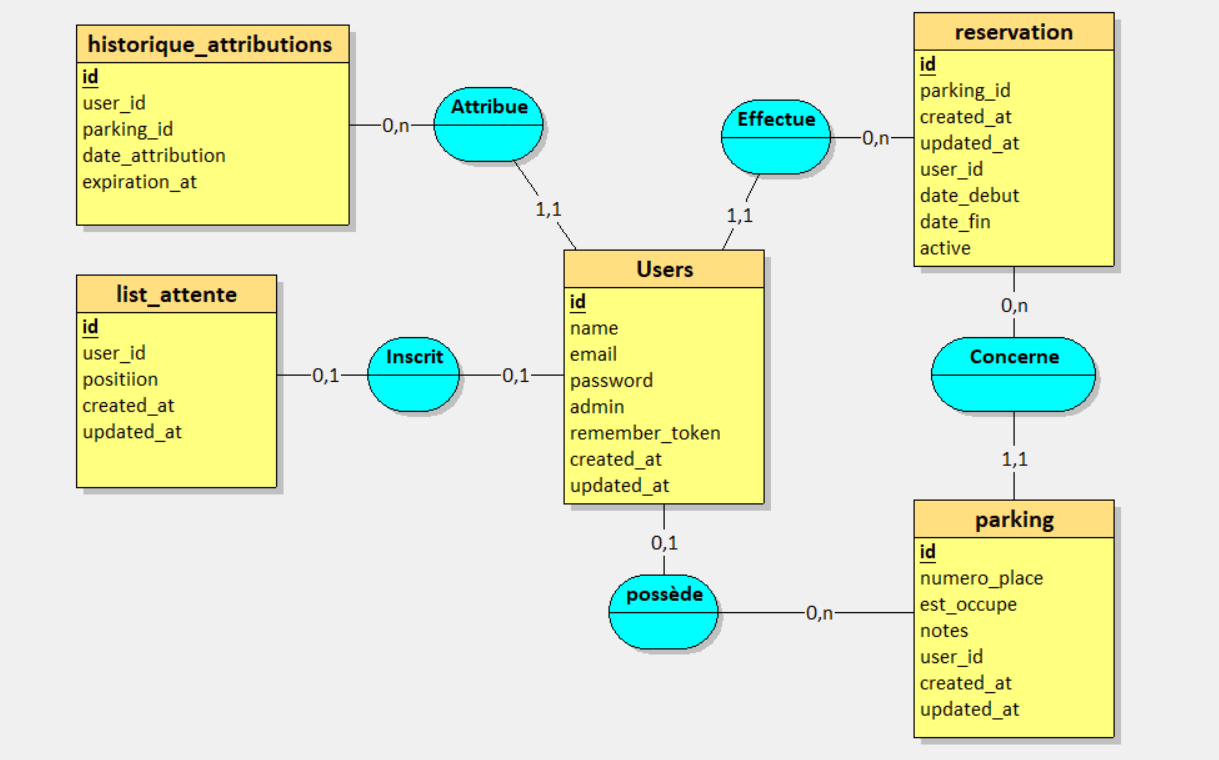 historique_attributions
id
user_id
parking_id
date_attribution
expiration_at
0,n
Attribue
1,1
Effectue
0,n
1,1
reservation
id
parking_id
created_at
updated_at
user_id
date_debut
date_fin
active
0,n
Concerne
1,1
list_attente
id
user_id
positiion
created_at
updated_at
0,1
Inscrit
0,1
Users
id
name
email
password
admin
remember_token
created_at
updated_at
0,1
possède
0,n
parking
id
numero_place
est_occupe
notes
user_id
created_at
updated_at